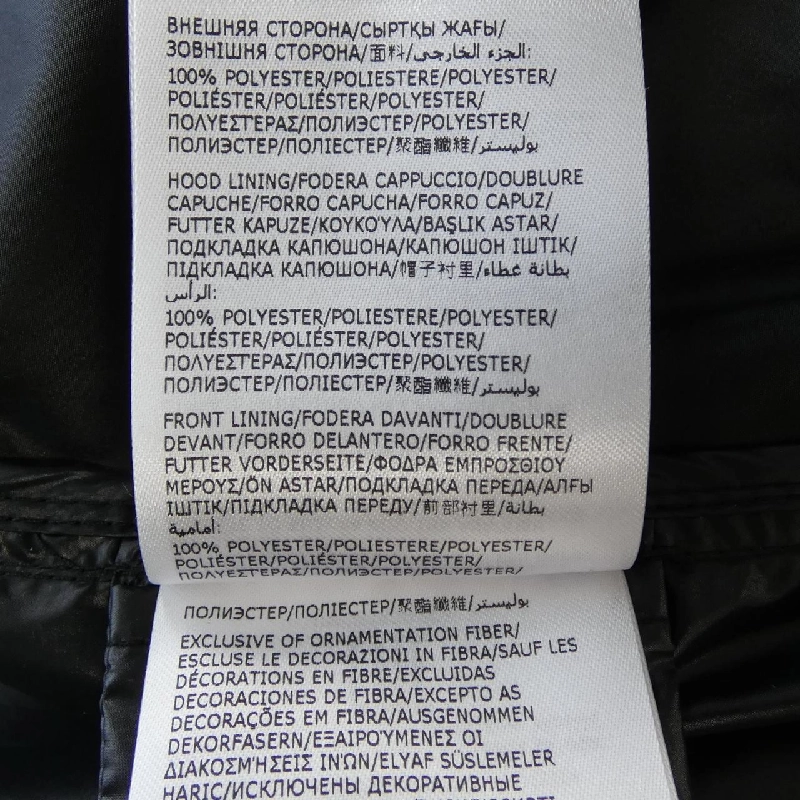 ВНЕШНЯЯ СТОРОНА/СЫРТҚЫ ЖАҒЫ/
ЗОВНІШНЯ СТОРОНА/面料/الجزء الخارجى:
100% POLYESTER/POLIESTERE/POLYESTER/
POLIÉSTER/POLIÉSTER/POLYESTER/
ΠΟΛΥΕΣΤΕΡΑΣ/ПОЛИЭСТЕР/POLYESTER/
ПОЛИЭСТЕР/ПОЛІЕСТЕР/聚酯纖維/بوليستر
HOOD LINING/FODERA CAPPUCCIO/DOUBLURE
CAPUCHE/FORRO CAPUCHA/FORRO CAPUZ/
FUTTER KAPUZE/ΚΟΥΚΟΎΛΑ/BAŞLIK ASTAR/
ПОДКЛАДКА КАПЮШОНА/КАПЮШОН ІШТІК/
ПІДКЛАДКА КАПЮШОНА/帽子衬里/بطانة غطاء
الرأس:
100% POLYESTER/POLIESTERE/POLYESTER/
POLIÉSTER/POLIÉSTER/POLYESTER/
ΠΟΛΥΕΣΤΕΡΑΣ/ПОЛИЭСТЕР/POLYESTER/
ПОЛИЭСТЕР/ПОЛІЕСТЕР/聚酯纖維/بوليستر
FRONT LINING/FODERA DAVANTI/DOUBLURE
DEVANT/FORRO DELANTERO/FORRO FRENTE/
FUTTER VORDERSEITE/ΦΟΔΡΑ ΕΜΠΡΟΣΘΙΟΥ
ΜΕΡΟΥΣ/ÖN ASTAR/ПОДКЛАДКА ПЕРЕДА/АЛҒЫ
ІШТІК/ПІДКЛАДКА ПЕРЕДУ/前部衬里/بطانة
أمامية:
100% POLYESTER/POLIESTERE/POLYESTER/
POLIÉSTER/POLIÉSTER/POLYESTER/
ΠΟΛΥΕΣΤΕΡΑΣ/ПОЛИЭСТЕР/POLYESTER/
ПОЛИЭСТЕР/ПОЛІЕСТЕР/聚酯纖維/بوليستر
EXCLUSIVE OF ORNAMENTATION FIBER/
ESCLUSE LE DECORAZIONI IN FIBRA/SAUF LES
DÉCORATIONS EN FIBRE/EXCLUIDAS
DECORACIONES DE FIBRA/EXCEPTO AS
DECORAÇÕES EM FIBRA/AUSGENOMMEN
DEKORFASERN/ΕΞΑΙΡΟΎΜΕΝΕΣ ΟΙ
ΔΙΑΚΟΣΜΉΣΕΙΣ ΙΝΏΝ/ELYAF SÜSLEMELER
HARIC/ИСКЛЮЧЕНЫ ДЕКОРАТИВНЫЕ